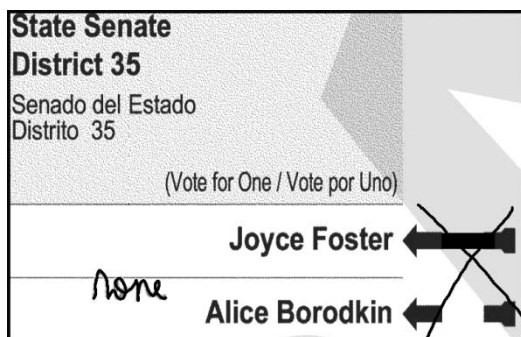 State Senate
District 35
Senado del Estado
Distrito 35
(Vote for One / Vote por Uno)
Joyce Foster
none
Alice Borodkin